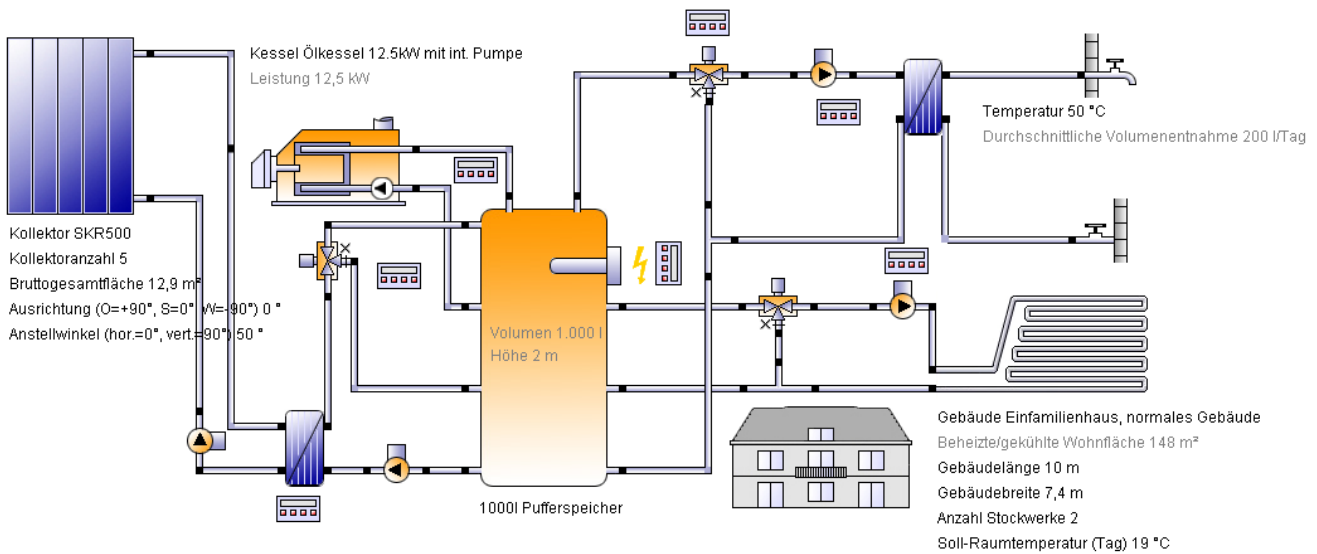 Kessel Ölkessel 12.5kW mit int. Pumpe
Leistung 12,5 kW
Temperatur 50 °C
Durchschnittliche Volumenentnahme 200 l/Tag
Kollektor SKR500
Kollektoranzahl 5
Bruttogesamtfläche 12,9 m²
Ausrichtung (O=+90°, S=0°, W=-90°) 0 °
Anstellwinkel (hor.=0°, vert.=90°) 50 °
Volumen 1.000 l
Höhe 2 m
1000l Pufferspeicher
Gebäude Einfamilienhaus, normales Gebäude
Beheizte/gekühlte Wohnfläche 148 m²
Gebäudelänge 10 m
Gebäudebreite 7,4 m
Anzahl Stockwerke 2
Soll-Raumtemperatur (Tag) 19 °C